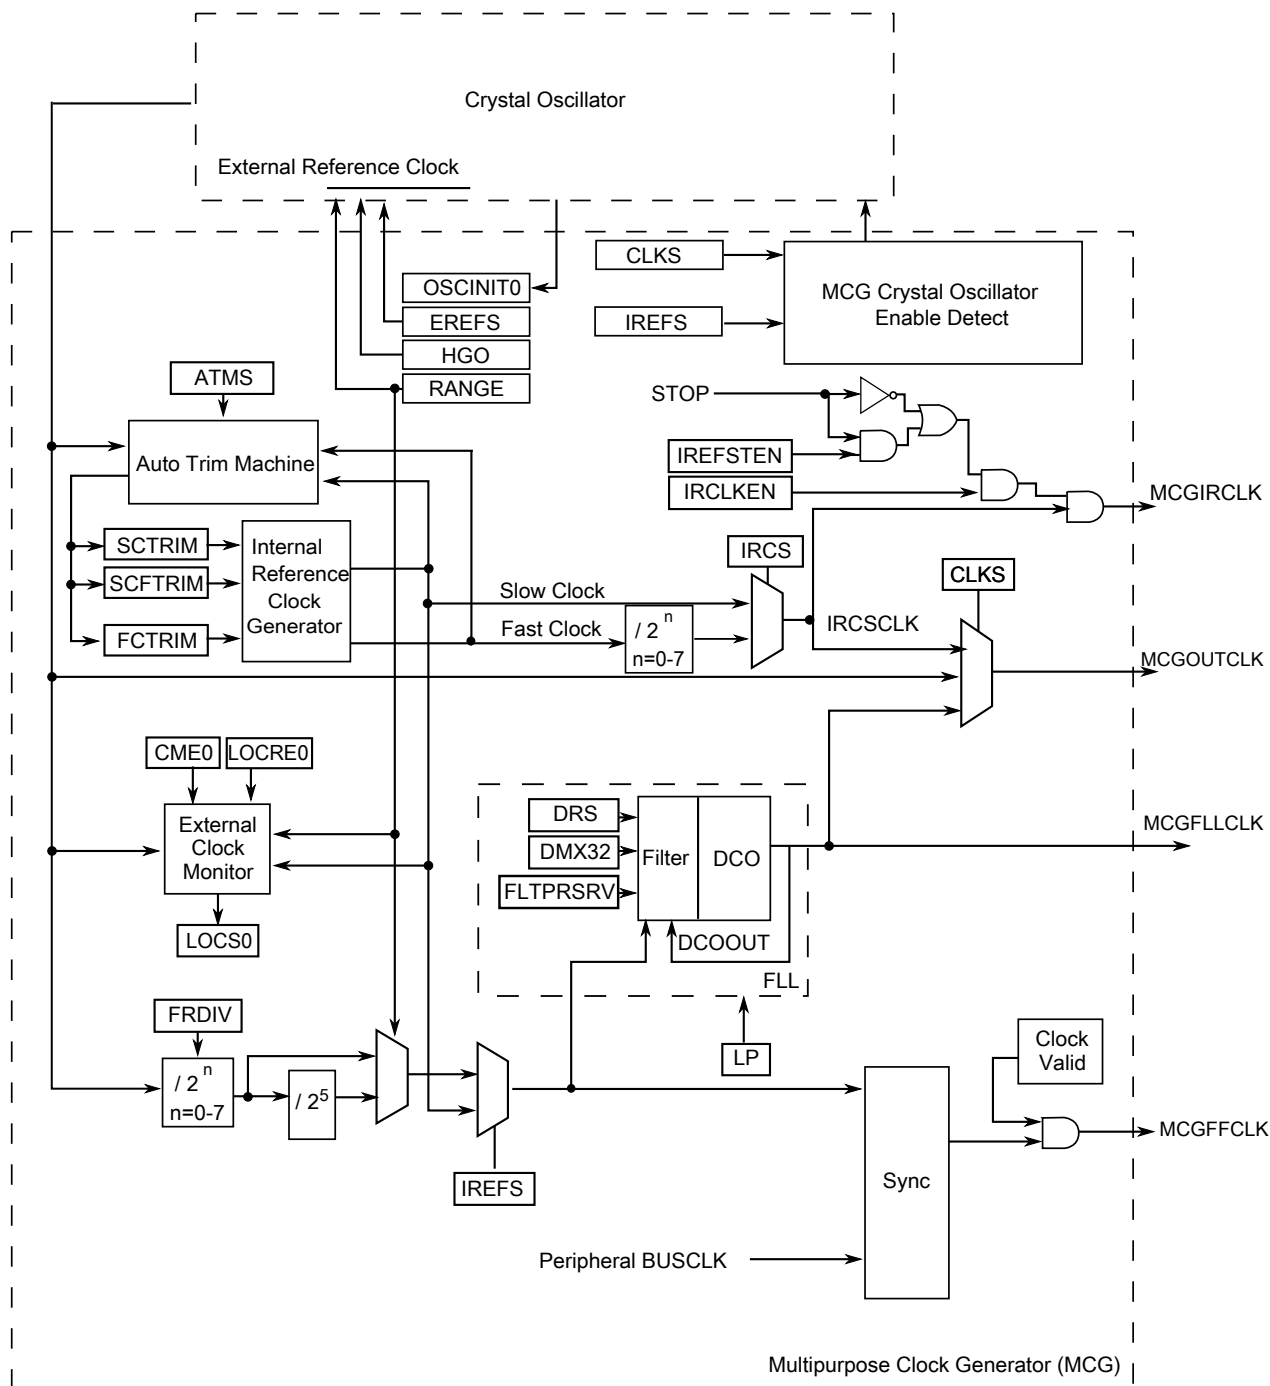 Crystal Oscillator
External Reference Clock
CLKS
OSCINIT0
MCG Crystal Oscillator
Enable Detect
EREFS
IREFS
HGO
RANGE
ATMS
STOP
Auto Trim Machine
IREFSTEN
IRCLKEN
MCGIRCLK
SCTRIM
SCFTRIM
FCTRIM
Internal
Reference
Clock
Generator
IRCS
CLKS
Slow Clock
Fast Clock
/ 2 n
n=0-7
IRCSCLK
MCGOUTCLK
CME0
LOCRE0
External
Clock
Monitor
LOCS0
DRS
DMX32
FLTPRSRV
Filter
DCO
MCGFLLCLK
DCOOUT
FLL
LP
FRDIV
/ 2 n
n=0-7
/ 2 5
Clock
Valid
IREFS
Sync
MCGFFCLK
Peripheral BUSCLK
Multipurpose Clock Generator (MCG)